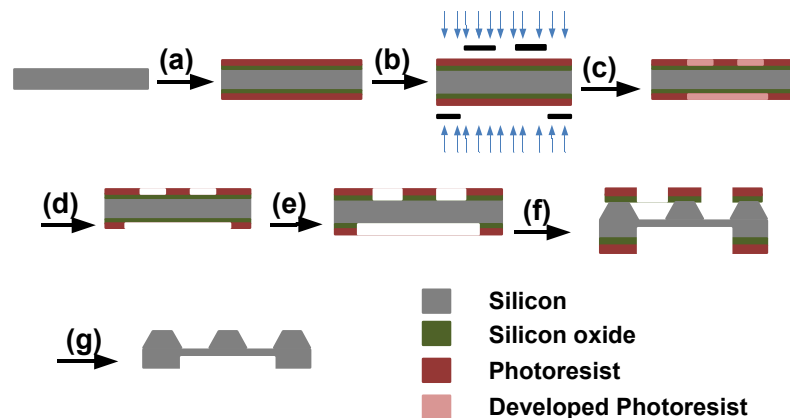 (a)
(b)
(c)
(d)
(e)
(f)
(g)
Silicon
Silicon oxide
Photoresist
Developed Photoresist